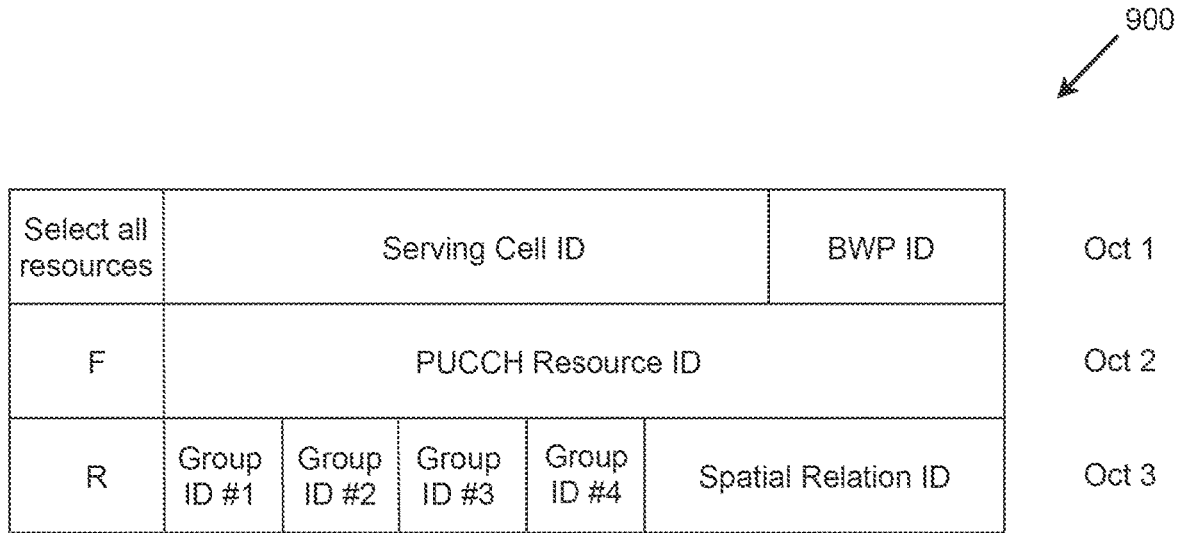 900
Select all
resources
Serving Cell ID
BWP ID
Oct 1
F
PUCCH Resource ID
Oct 2
R
Group
ID #1
Group
ID #2
Group
ID #3
Group
ID #4
Spatial Relation ID
Oct 3